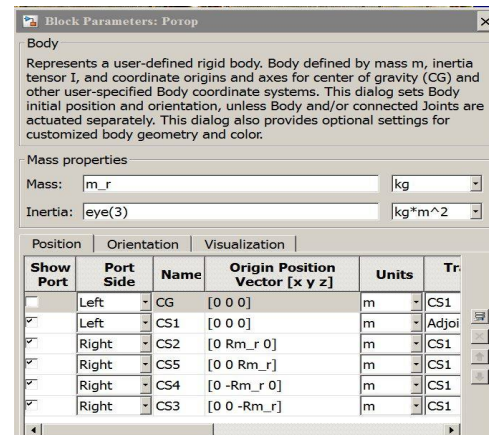 Block Parameters: Ротор
Body
Represents a user-defined rigid body. Body defined by mass m, inertia
tensor I, and coordinate origins and axes for center of gravity (CG) and
other user-specified Body coordinate systems. This dialog sets Body
initial position and orientation, unless Body and/or connected Joints are
actuated separately. This dialog also provides optional settings for
customized body geometry and color.
Mass properties
Mass: m_r kg
Inertia: eye(3) kg*m^2
Position Orientation Visualization
Show Port Port Side Name Origin Position Vector [x y z] Units Tra
Left CG [0 0 0] m CS1
Left CS1 [0 0 0] m Adjoi
Right CS2 [0 Rm_r 0] m CS1
Right CS5 [0 0 Rm_r] m CS1
Right CS4 [0 -Rm_r 0] m CS1
Right CS3 [0 0 -Rm_r] m CS1